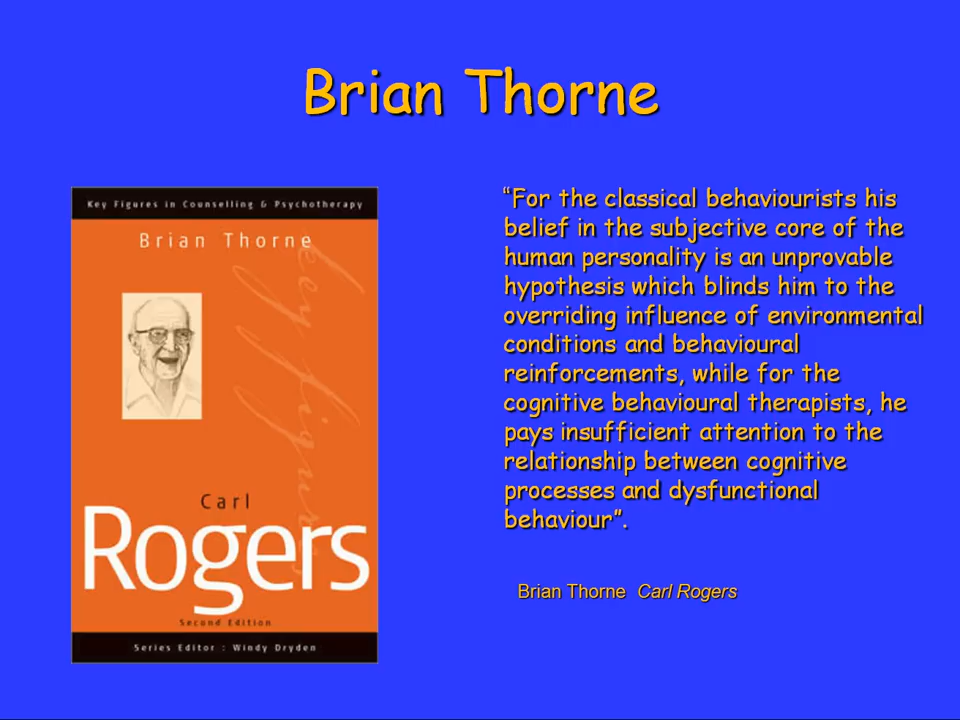 Brian Thorne
Key Figures in Counselling & Psychotherapy
Brian Thorne
key figures
Carl
Rogers
Second Edition
Series Editor : Windy Dryden
“For the classical behaviourists his
belief in the subjective core of the
human personality is an unprovable
hypothesis which blinds him to the
overriding influence of environmental
conditions and behavioural
reinforcements, while for the
cognitive behavioural therapists, he
pays insufficient attention to the
relationship between cognitive
processes and dysfunctional
behaviour”.
Brian Thorne Carl Rogers